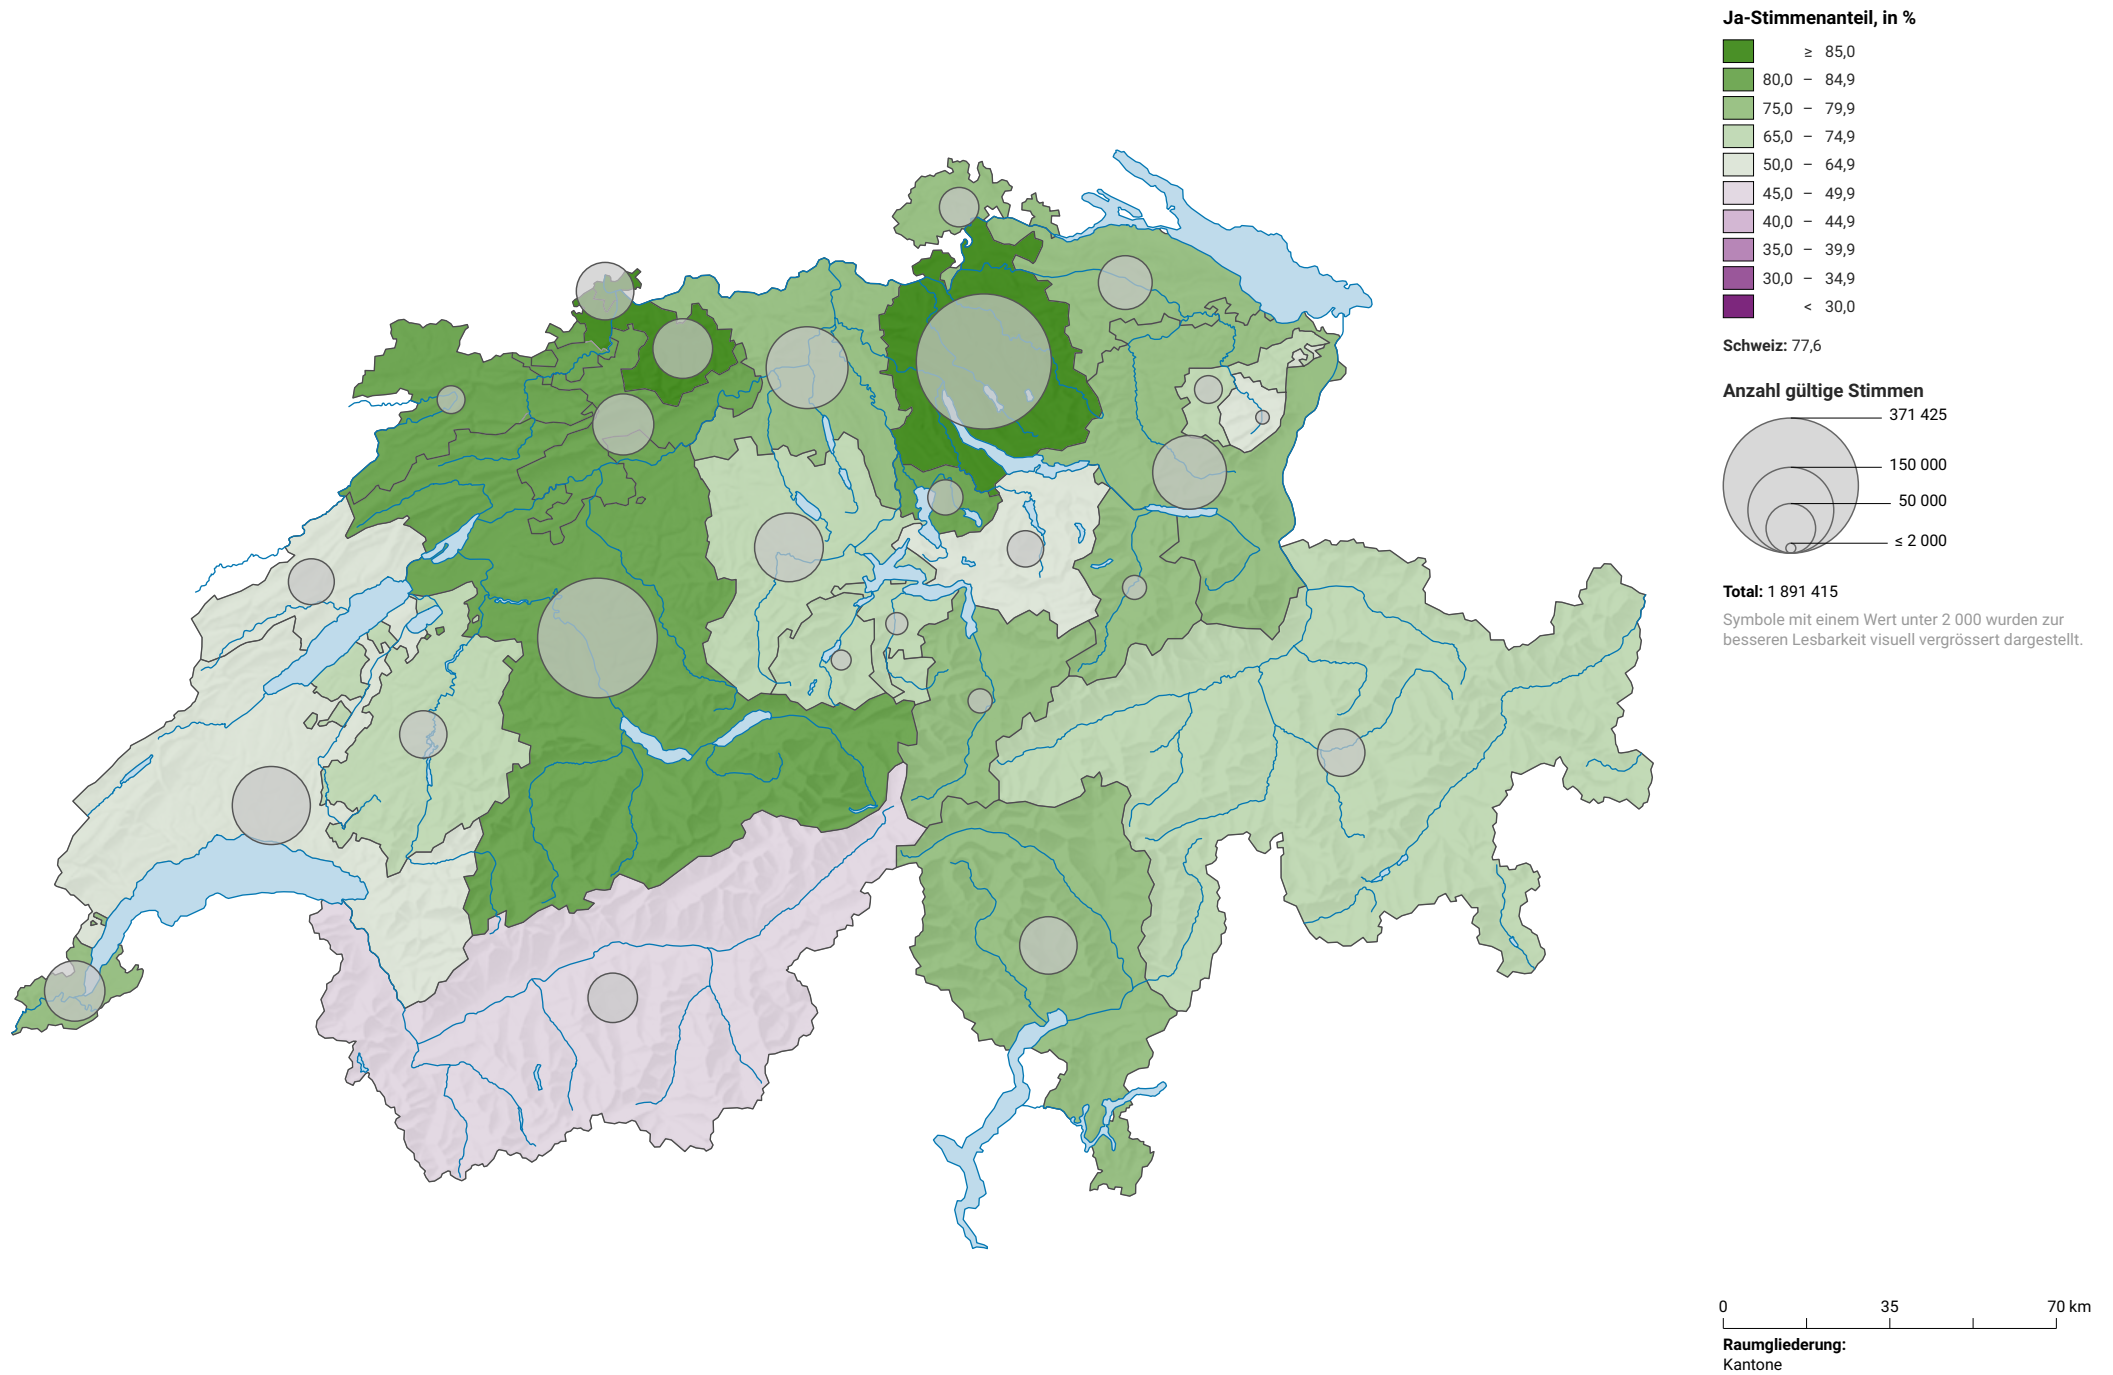 Ja-Stimmenanteil, in %
≥ 85,0
80,0 – 84,9
75,0 – 79,9
65,0 – 74,9
50,0 – 64,9
45,0 – 49,9
40,0 – 44,9
35,0 – 39,9
30,0 – 34,9
< 30,0
Schweiz: 77,6
Anzahl gültige Stimmen
371 425
150 000
50 000
≤ 2 000
Total: 1 891 415
Symbole mit einem Wert unter 2 000 wurden zur
besseren Lesbarkeit visuell vergrössert dargestellt.
0 35 70 km
Raumgliederung:
Kantone